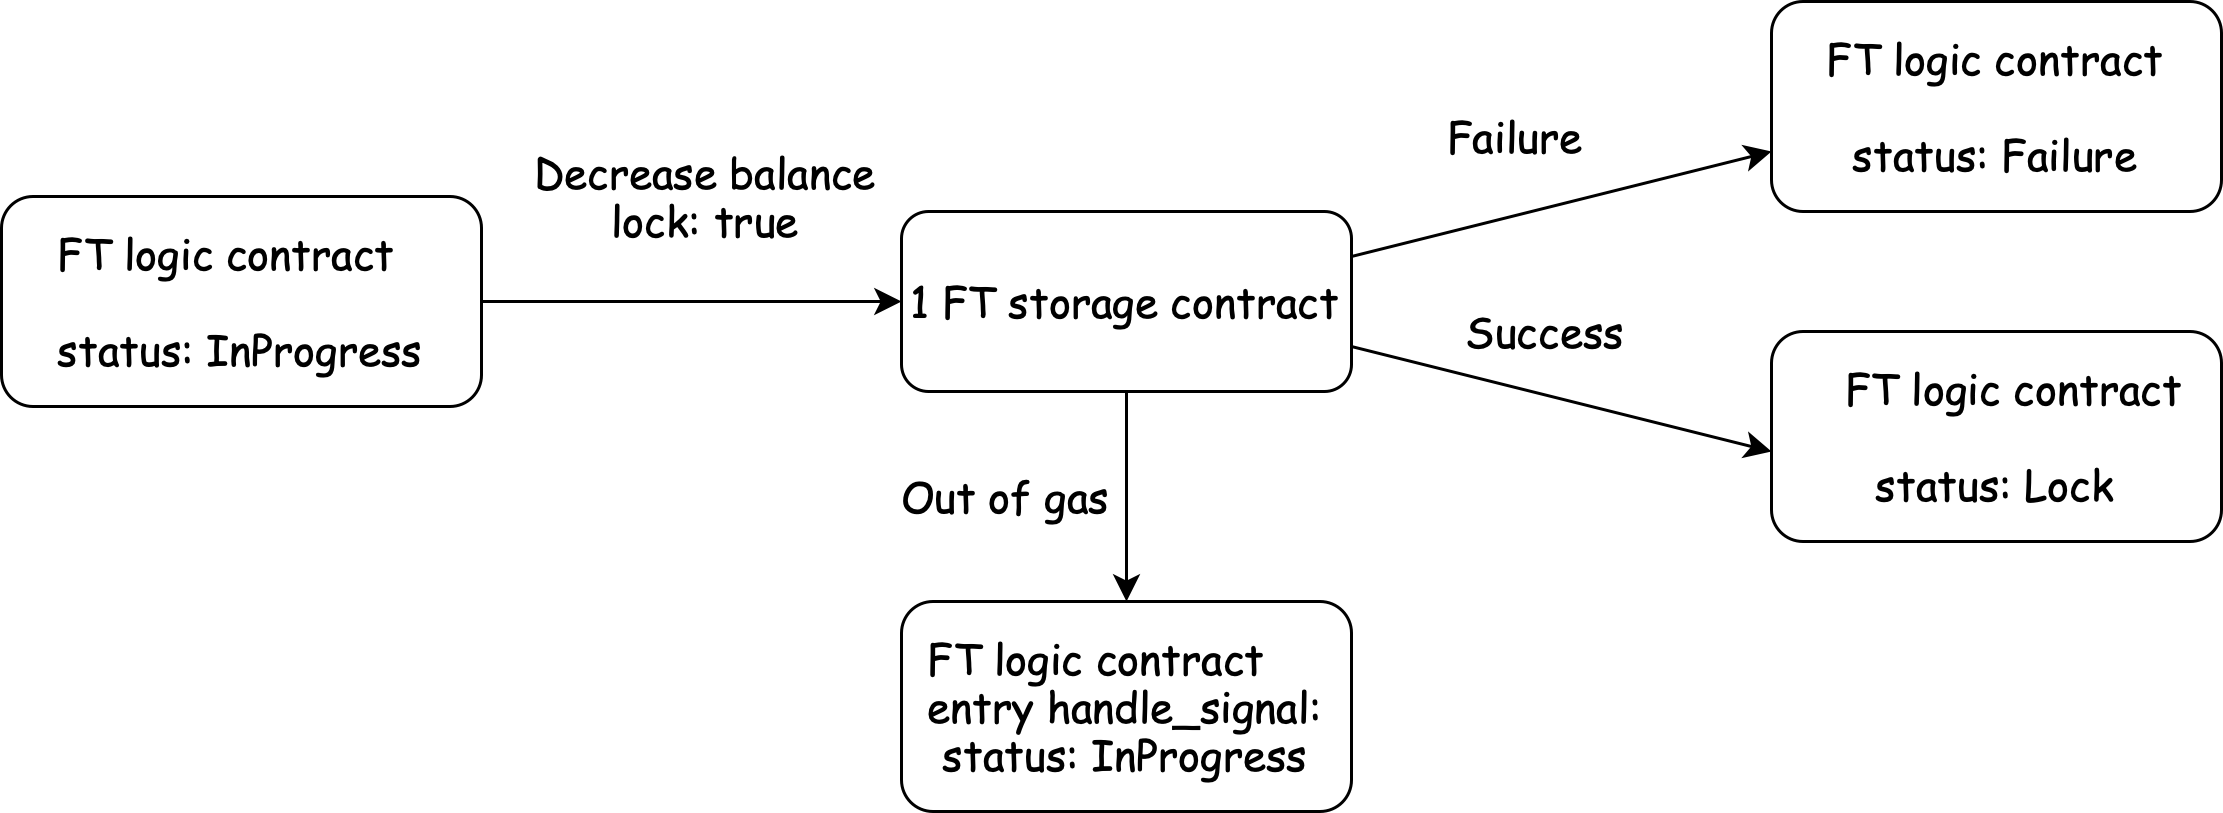 FT logic contract
status: InProgress
Decrease balance
lock: true
1 FT storage contract
Failure
FT logic contract
status: Failure
Success
FT logic contract
status: Lock
Out of gas
FT logic contract
entry handle_signal:
status: InProgress